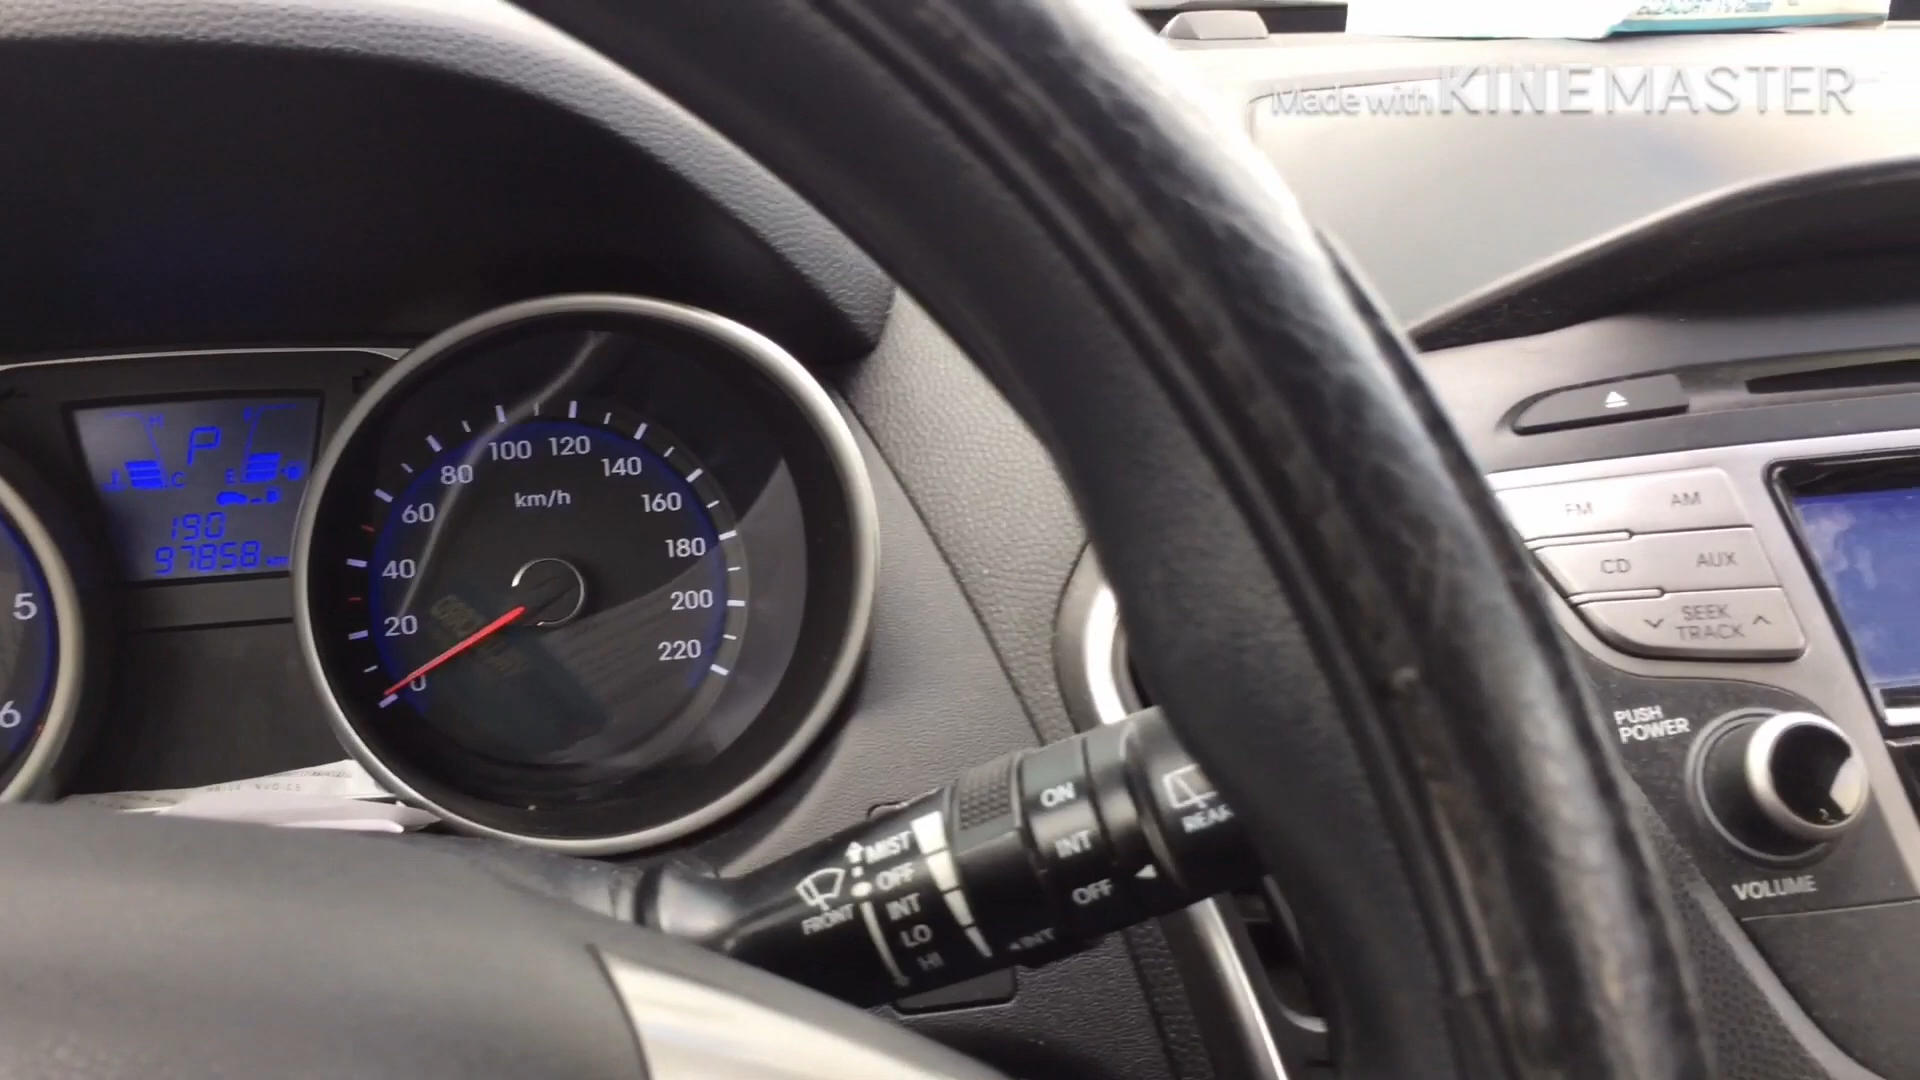 Made with KINEMASTER
H
P
C
E
190
97858 km
5
6
0
20
40
60
80
100
120
140
160
180
200
220
km/h
MIST
OFF
INT
LO
HI
FRONT
ON
INT
OFF
INT
REAR
FM
AM
CD
AUX
SEEK
TRACK
PUSH
POWER
VOLUME